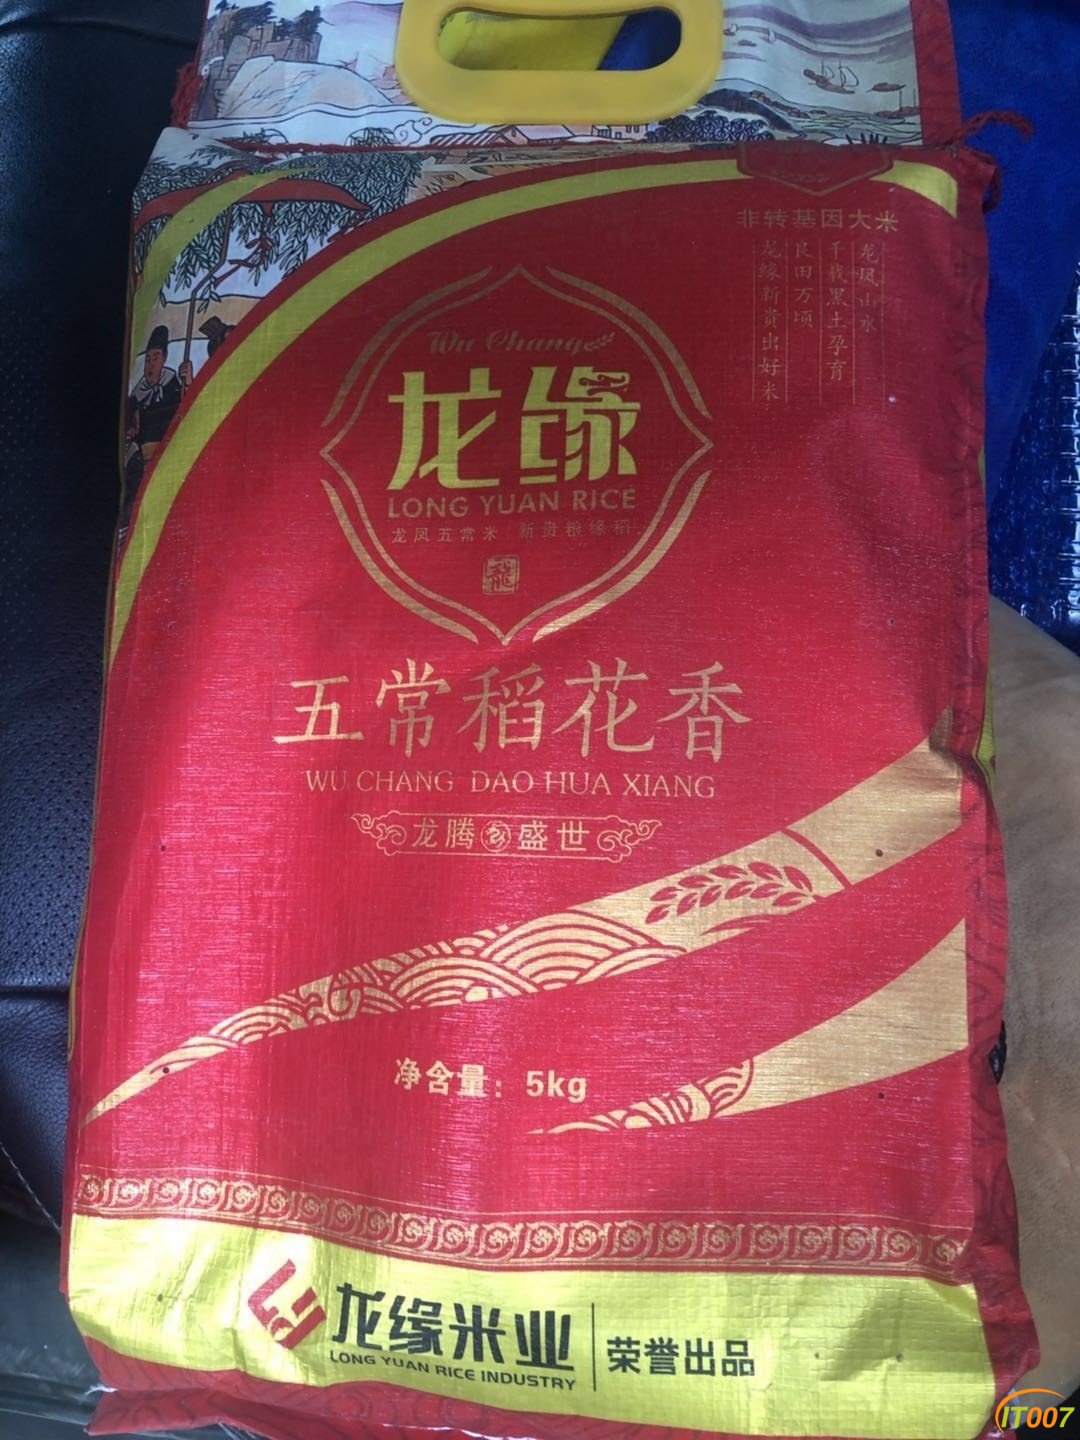 非转基因大米
龙凤山水
千载黑土孕育
良田万顷
龙缘新贵出好米
Wu Chang
龙缘
LONG YUAN RICE
龙凤五常米 新贵粮缘稻
龍
五常稻花香
WU CHANG DAO HUA XIANG
龙腾 盛世
净含量：5kg
龙缘米业
LONG YUAN RICE INDUSTRY
荣誉出品
IT007